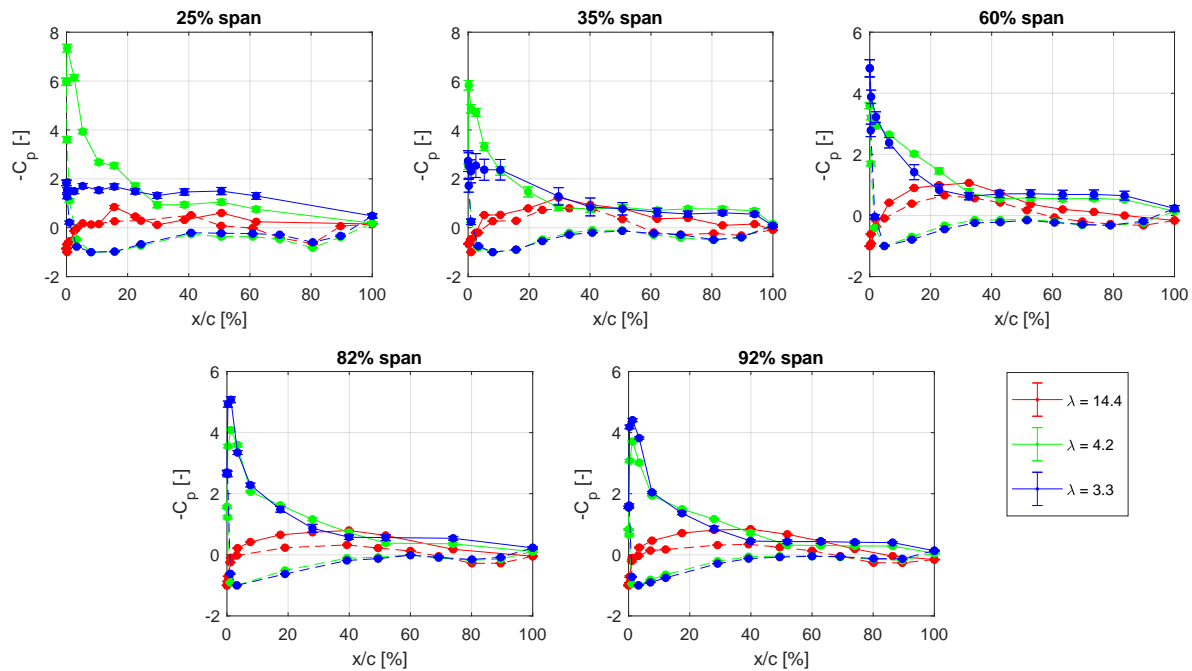 25% span
35% span
60% span
8
6
4
2
0
-2
-C_p [-]
0 20 40 60 80 100
x/c [%]
8
6
4
2
0
-2
-C_p [-]
0 20 40 60 80 100
x/c [%]
6
4
2
0
-2
-C_p [-]
0 20 40 60 80 100
x/c [%]
82% span
92% span
6
4
2
0
-2
-C_p [-]
0 20 40 60 80 100
x/c [%]
6
4
2
0
-2
-C_p [-]
0 20 40 60 80 100
x/c [%]
λ = 14.4
λ = 4.2
λ = 3.3